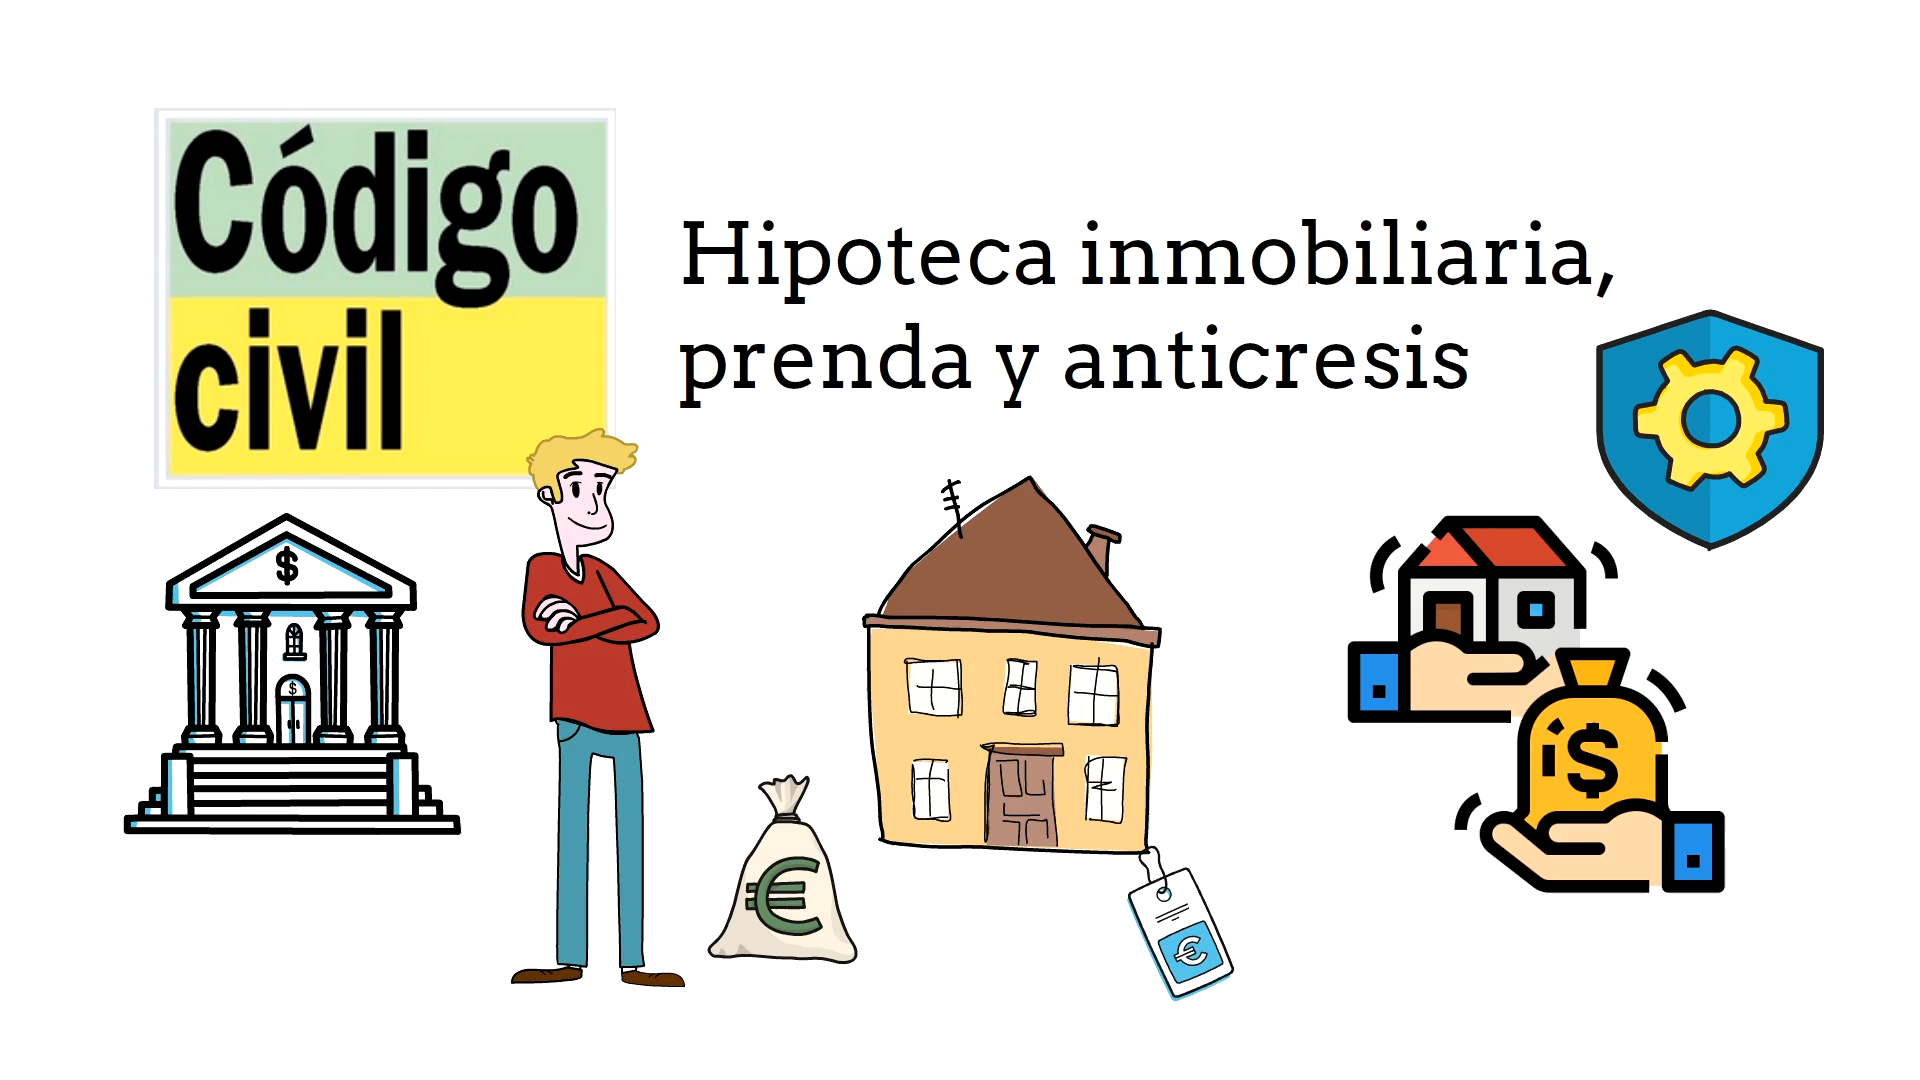 Código
civil
Hipoteca inmobiliaria,
prenda y anticresis
$
$
€
€
$